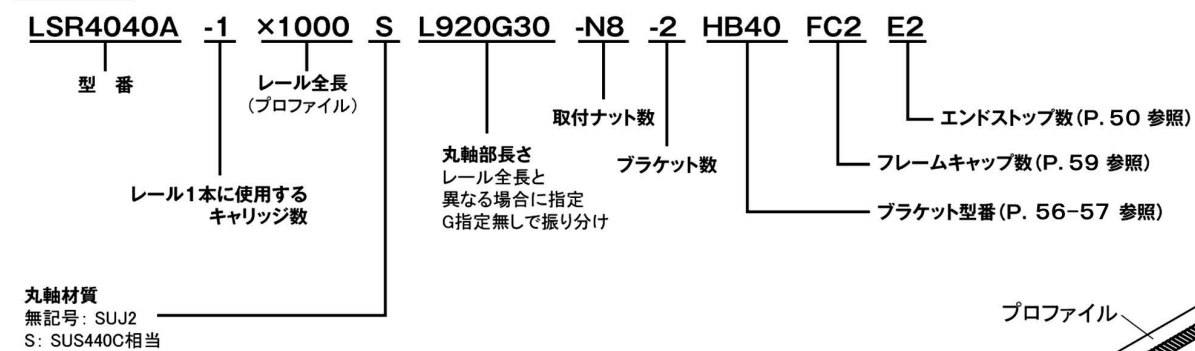 LSR4040A -1 ×1000 S L920G30 -N8 -2 HB40 FC2 E2
型 番
レール全長
(プロファイル)
取付ナット数
エンドストップ数(P. 50 参照)
丸軸部長さ
レール全長と
異なる場合に指定
G指定無しで振り分け
ブラケット数
フレームキャップ数(P. 59 参照)
レール1本に使用する
キャリッジ数
ブラケット型番(P. 56-57 参照)
丸軸材質
無記号: SUJ2
S: SUS440C相当
プロファイル